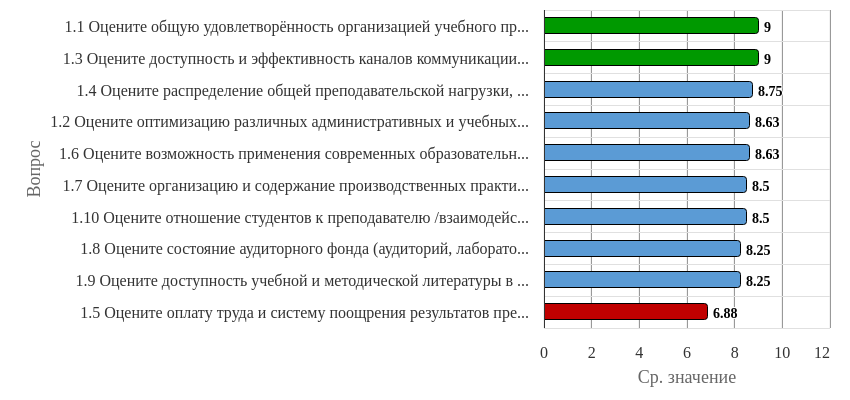 1.1 Оцените общую удовлетворённость организацией учебного пр... 9
1.3 Оцените доступность и эффективность каналов коммуникации... 9
1.4 Оцените распределение общей преподавательской нагрузки, ... 8.75
1.2 Оцените оптимизацию различных административных и учебных... 8.63
1.6 Оцените возможность применения современных образовательн... 8.63
1.7 Оцените организацию и содержание производственных практи... 8.5
1.10 Оцените отношение студентов к преподавателю /взаимодейс... 8.5
1.8 Оцените состояние аудиторного фонда (аудиторий, лаборато... 8.25
1.9 Оцените доступность учебной и методической литературы в ... 8.25
1.5 Оцените оплату труда и систему поощрения результатов пре... 6.88
Вопрос
0 2 4 6 8 10 12
Ср. значение